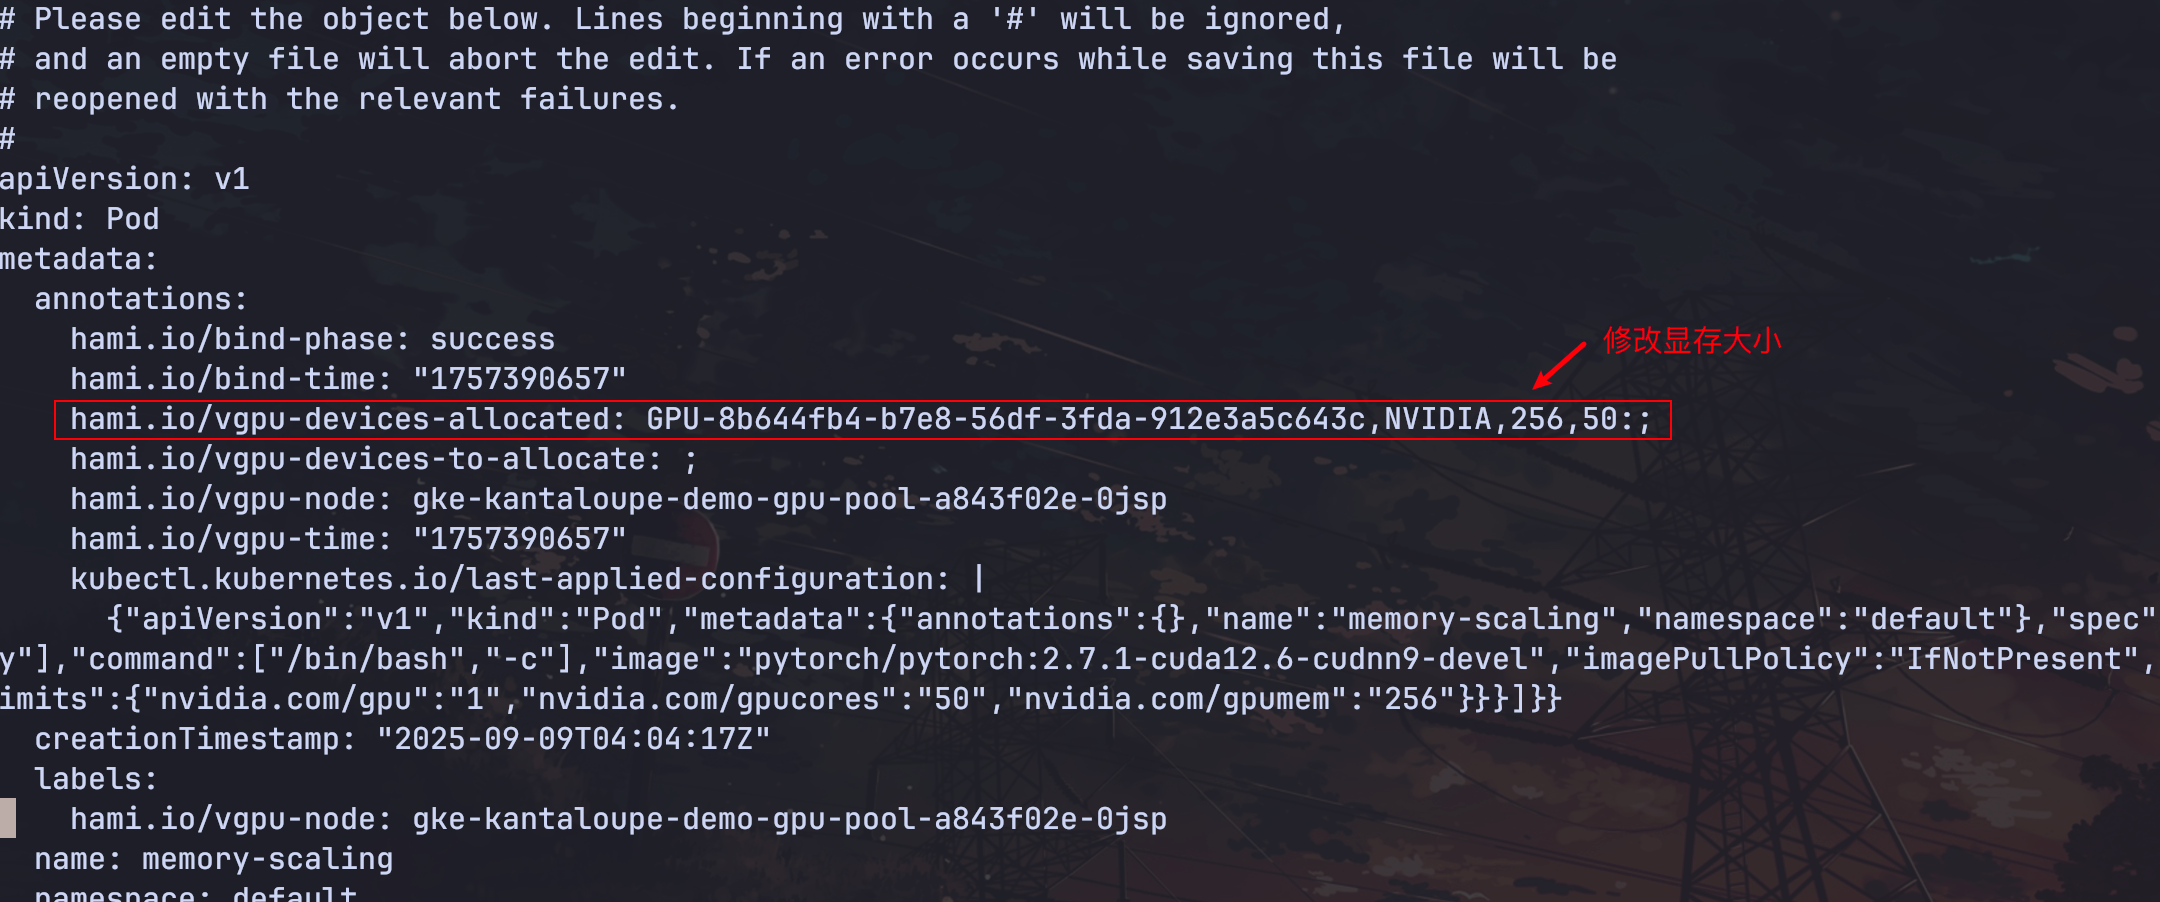 # Please edit the object below. Lines beginning with a '#' will be ignored,
# and an empty file will abort the edit. If an error occurs while saving this file will be
# reopened with the relevant failures.
#
apiVersion: v1
kind: Pod
metadata:
  annotations:
    hami.io/bind-phase: success
修改显存大小
    hami.io/bind-time: "1757390657"
    hami.io/vgpu-devices-allocated: GPU-8b644fb4-b7e8-56df-3fda-912e3a5c643c,NVIDIA,256,50:;
    hami.io/vgpu-devices-to-allocate: ;
    hami.io/vgpu-node: gke-kantaloupe-demo-gpu-pool-a843f02e-0jsp
    hami.io/vgpu-time: "1757390657"
    kubectl.kubernetes.io/last-applied-configuration: |
      {"apiVersion":"v1","kind":"Pod","metadata":{"annotations":{},"name":"memory-scaling","namespace":"default"},"spec"
y"],"command":["/bin/bash","-c"],"image":"pytorch/pytorch:2.7.1-cuda12.6-cudnn9-devel","imagePullPolicy":"IfNotPresent",
imits":{"nvidia.com/gpu":"1","nvidia.com/gpucores":"50","nvidia.com/gpumem":"256"}}}]}}
  creationTimestamp: "2025-09-09T04:04:17Z"
  labels:
    hami.io/vgpu-node: gke-kantaloupe-demo-gpu-pool-a843f02e-0jsp
  name: memory-scaling
  namespace: default